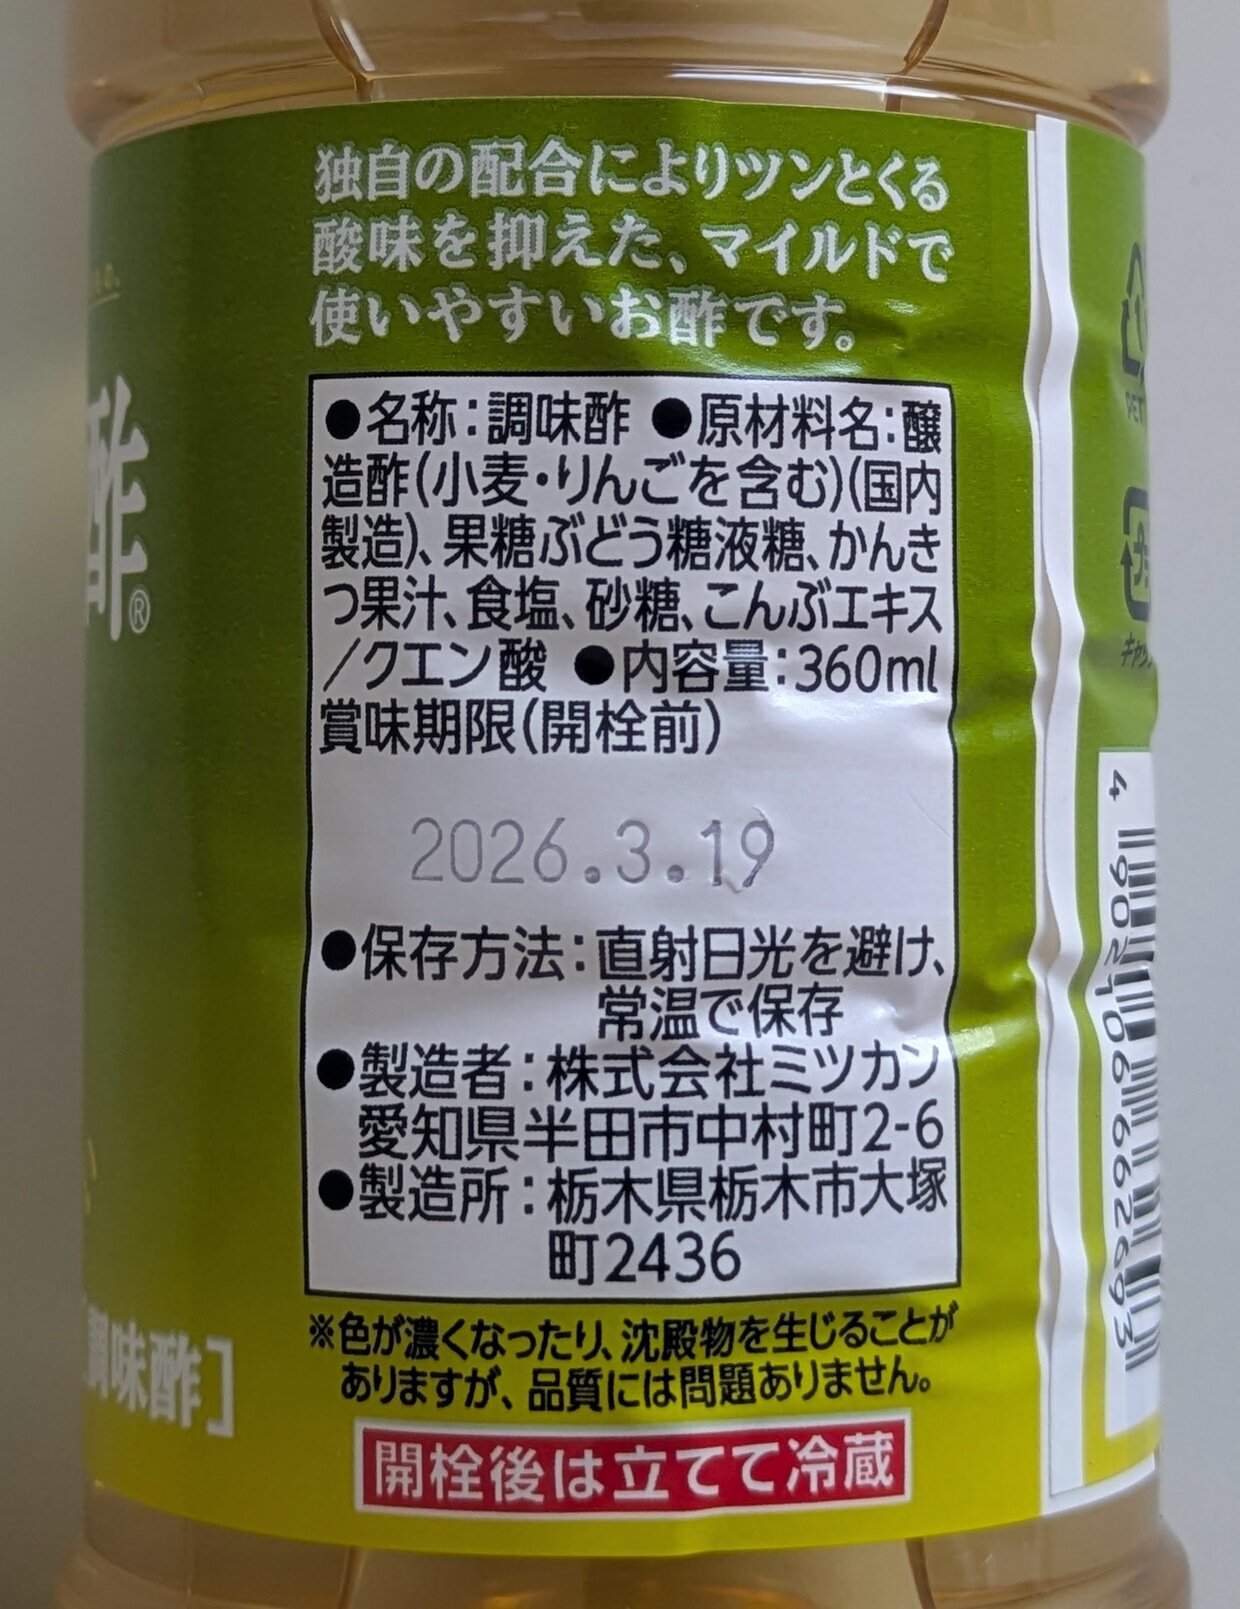 独自の配合によりツンとくる
酸味を抑えた、マイルドで
使いやすいお酢です。
●名称：調味酢 ●原材料名：醸
造酢(小麦・りんごを含む)(国内
製造)、果糖ぶどう糖液糖、かんき
つ果汁、食塩、砂糖、こんぶエキス
/クエン酸 ●内容量：360ml
賞味期限(開栓前)
2026.3.19
●保存方法：直射日光を避け、
常温で保存
●製造者：株式会社ミツカン
愛知県半田市中村町2-6
●製造所：栃木県栃木市大塚
町2436
※色が濃くなったり、沈殿物を生じることが
ありますが、品質には問題ありません。
開栓後は立てて冷蔵
酢®
調味酢]
PET
4 902106 662693